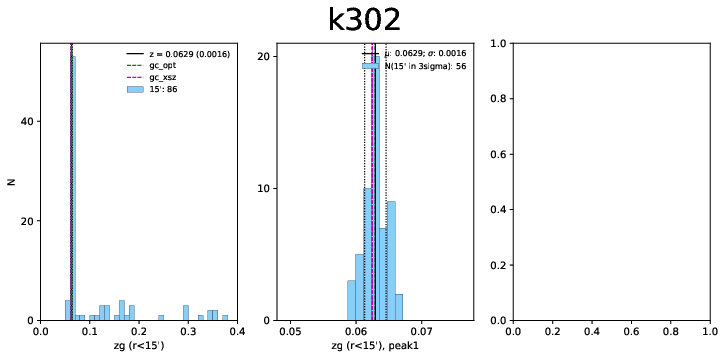 k302
z = 0.0629 (0.0016)
gc_opt
gc_xsz
15': 86
N
40
20
0
0.0 0.1 0.2 0.3 0.4
zg (r<15')
μ: 0.0629; σ: 0.0016
N(15' in 3sigma): 56
20
10
0
0.05 0.06 0.07
zg (r<15'), peak1
1.0
0.8
0.6
0.4
0.2
0.0
0.0 0.2 0.4 0.6 0.8 1.0